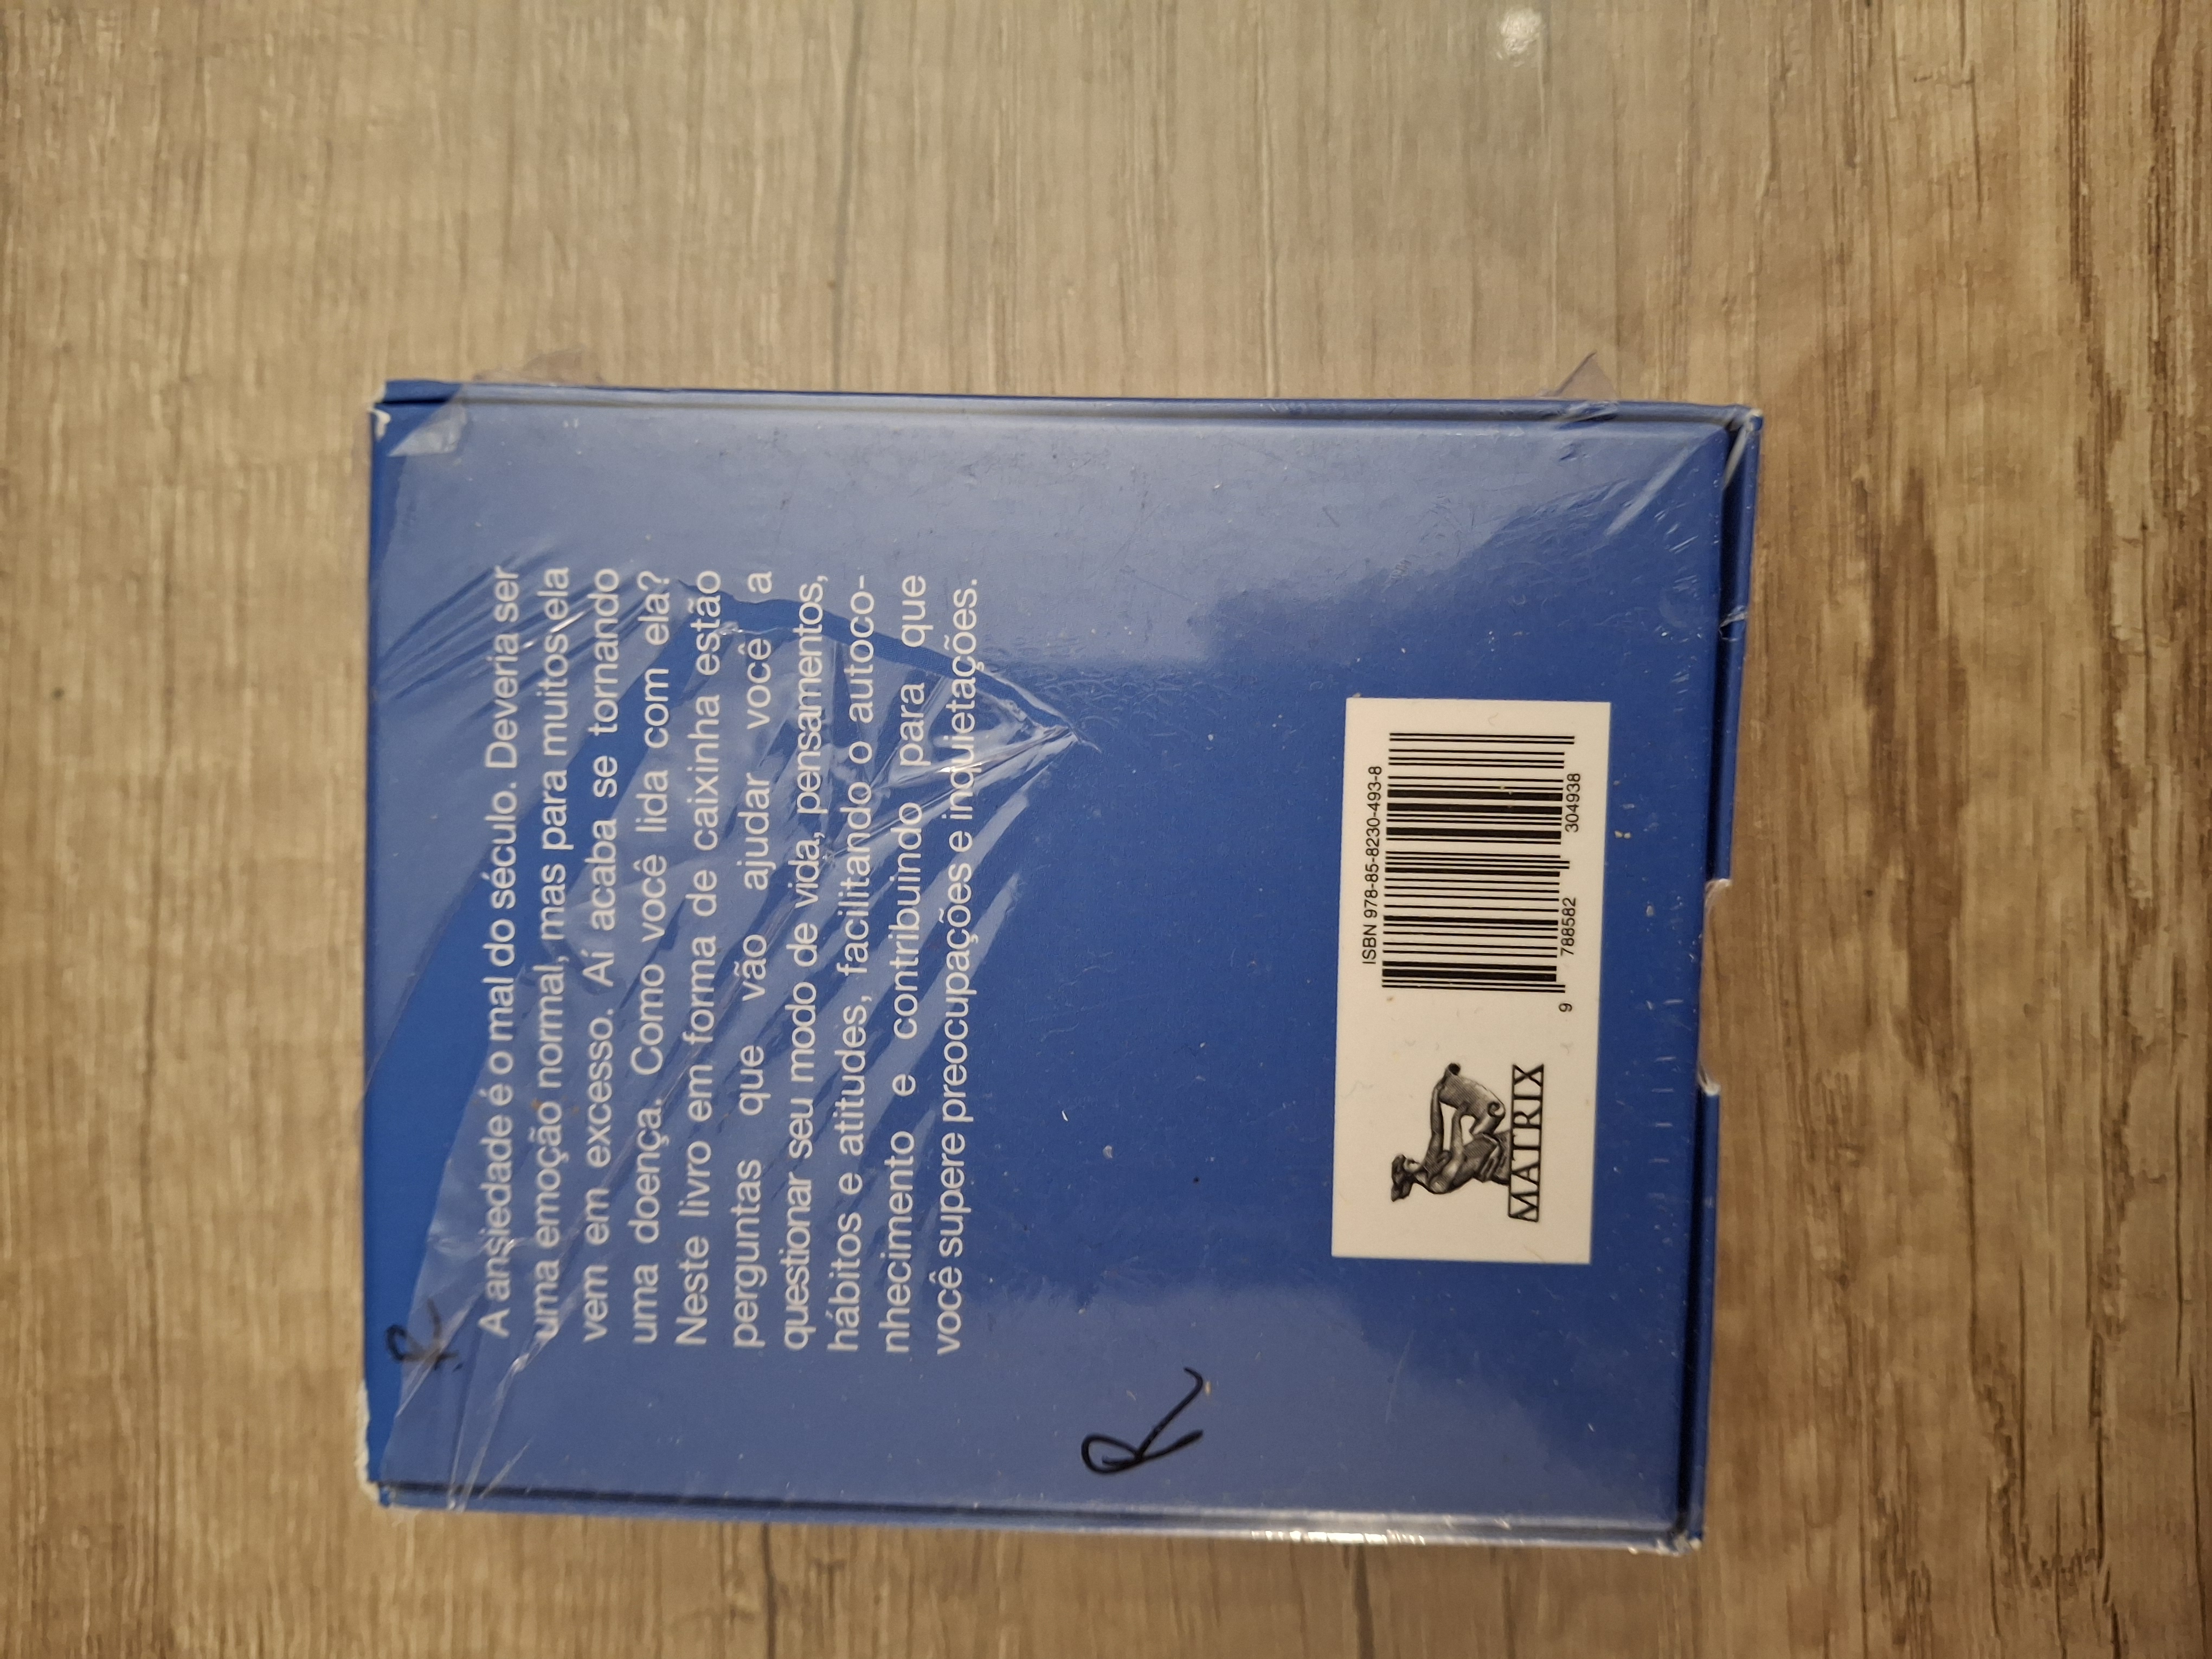 R
A ansiedade é o mal do século. Deveria ser
uma emoção normal, mas para muitos ela
vem em excesso. Aí acaba se tornando
uma doença. Como você lida com ela?
Neste livro em forma de caixinha estão
perguntas que vão ajudar você a
questionar seu modo de vida, pensamentos,
hábitos e atitudes, facilitando o autoco-
nhecimento e contribuindo para que
você supere preocupações e inquietações.
R
MATRIX
ISBN 978-85-8230-493-8
9 788582 304938